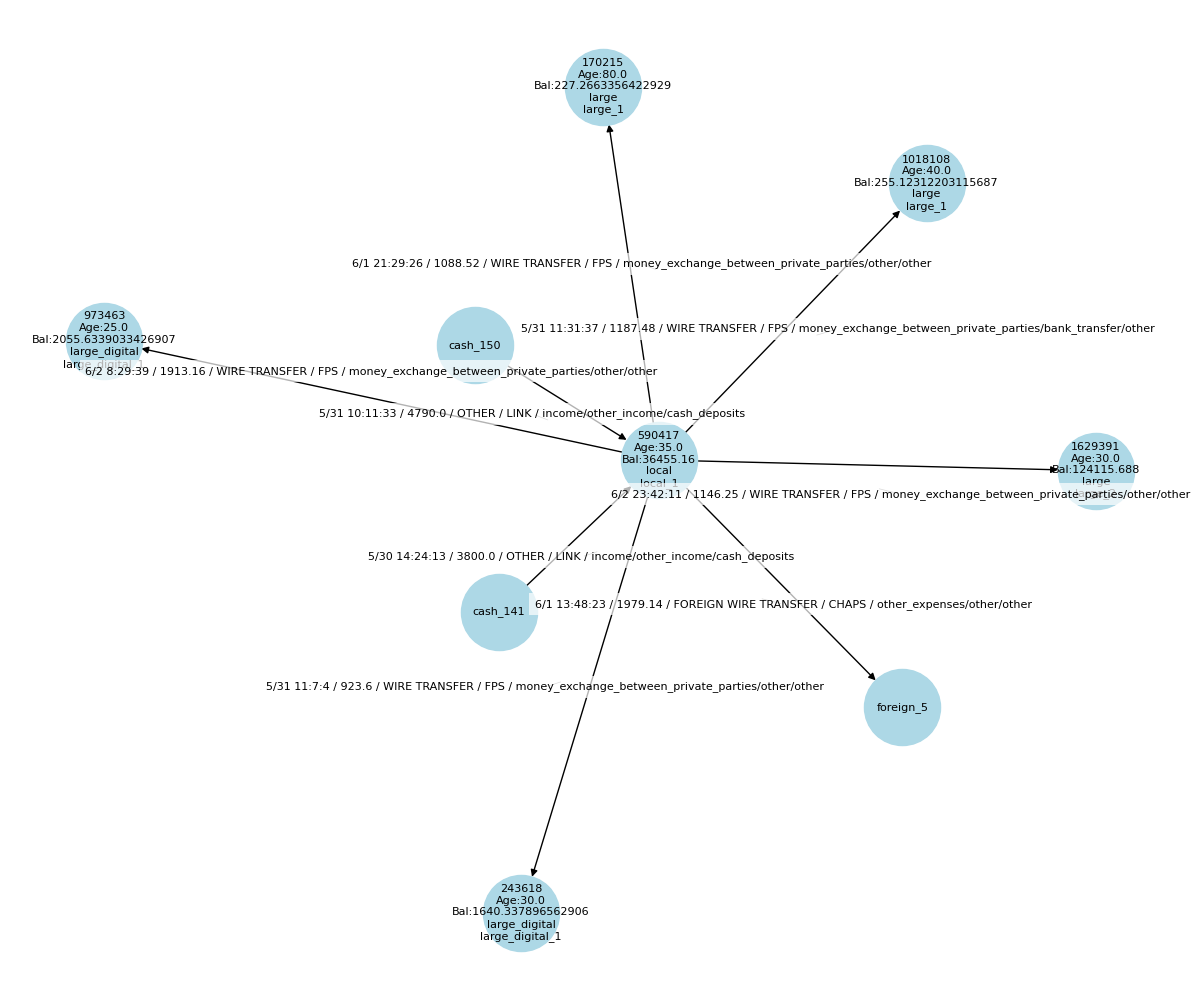 170215
Age:80.0
Bal:227.2663356422929
large
large_1
1018108
Age:40.0
Bal:255.12312203115687
large
large_1
6/1 21:29:26 / 1088.52 / WIRE TRANSFER / FPS / money_exchange_between_private_parties/other/other
973463
Age:25.0
Bal:2055.6339033426907
large_digital
large_digital_1
cash_150
5/31 11:31:37 / 1187.48 / WIRE TRANSFER / FPS / money_exchange_between_private_parties/bank_transfer/other
6/2 8:29:39 / 1913.16 / WIRE TRANSFER / FPS / money_exchange_between_private_parties/other/other
5/31 10:11:33 / 4790.0 / OTHER / LINK / income/other_income/cash_deposits
590417
Age:35.0
Bal:36455.16
local
local_1
1629391
Age:30.0
Bal:124115.688
large
6/2 23:42:11 / 1146.25 / WIRE TRANSFER / FPS / money_exchange_between_private_parties/other/other
5/30 14:24:13 / 3800.0 / OTHER / LINK / income/other_income/cash_deposits
cash_141
6/1 13:48:23 / 1979.14 / FOREIGN WIRE TRANSFER / CHAPS / other_expenses/other/other
5/31 11:7:4 / 923.6 / WIRE TRANSFER / FPS / money_exchange_between_private_parties/other/other
foreign_5
243618
Age:30.0
Bal:1640.337896562906
large_digital
large_digital_1